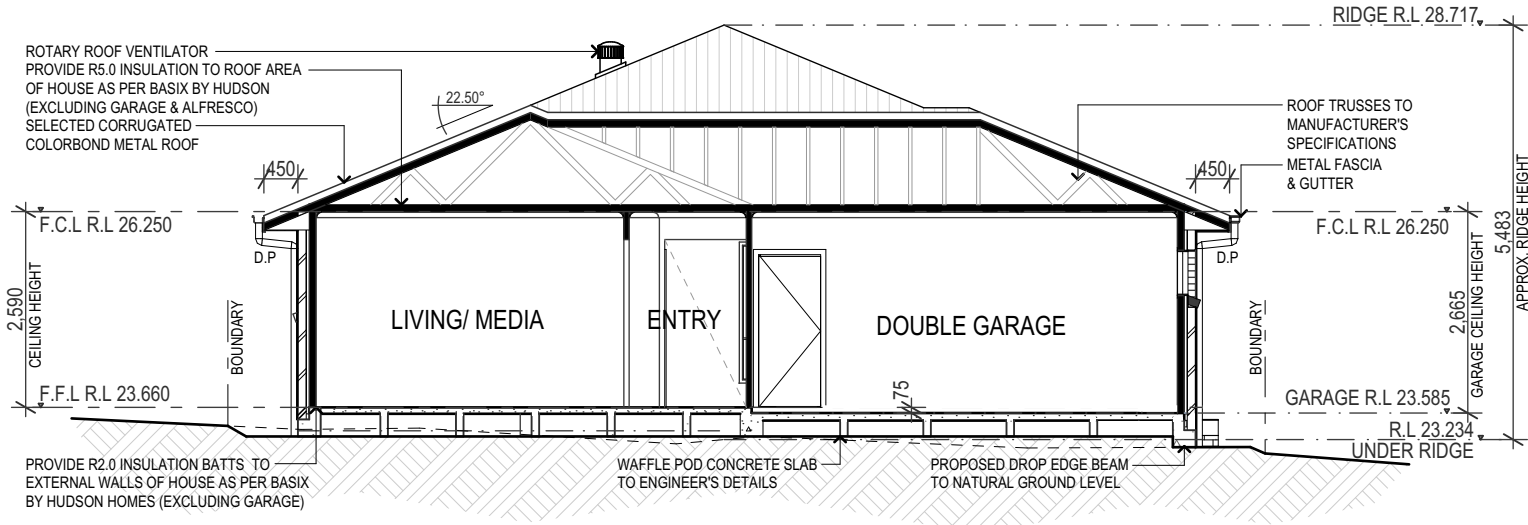 RIDGE R.L 28.717
ROTARY ROOF VENTILATOR
PROVIDE R5.0 INSULATION TO ROOF AREA
OF HOUSE AS PER BASIX BY HUDSON
(EXCLUDING GARAGE & ALFRESCO)
SELECTED CORRUGATED
COLORBOND METAL ROOF
22.50°
ROOF TRUSSES TO
MANUFACTURER'S
SPECIFICATIONS
METAL FASCIA
& GUTTER
450
450
F.C.L R.L 26.250
F.C.L R.L 26.250
D.P
D.P
2,590
CEILING HEIGHT
BOUNDARY
LIVING/ MEDIA
ENTRY
DOUBLE GARAGE
BOUNDARY
2,665
GARAGE CEILING HEIGHT
5,483
APPROX. RIDGE HEIGHT
F.F.L R.L 23.660
75
GARAGE R.L 23.585
R.L 23.234
UNDER RIDGE
PROVIDE R2.0 INSULATION BATTS TO
EXTERNAL WALLS OF HOUSE AS PER BASIX
BY HUDSON HOMES (EXCLUDING GARAGE)
WAFFLE POD CONCRETE SLAB
TO ENGINEER'S DETAILS
PROPOSED DROP EDGE BEAM
TO NATURAL GROUND LEVEL